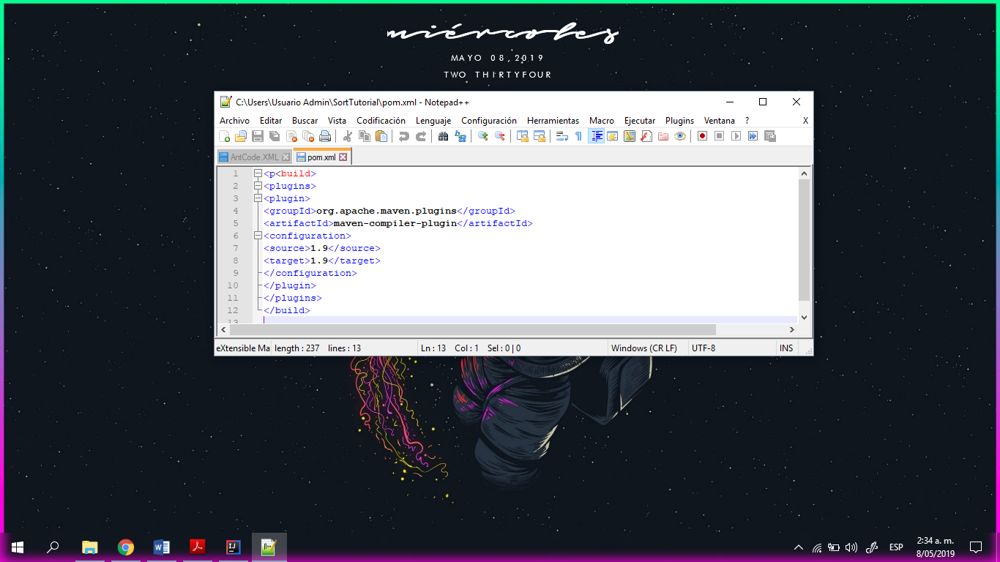 miércoles
MAYO 08, 2019
TWO THIRTYFOUR
C:\Users\Usuario Admin\SortTutorial\pom.xml - Notepad++
Archivo Editar Buscar Vista Codificación Lenguaje Configuración Herramientas Macro Ejecutar Plugins Ventana ? X
AntCode.XML pom.xml
1 <p<build>
2 <plugins>
3 <plugin>
4 <groupId>org.apache.maven.plugins</groupId>
5 <artifactId>maven-compiler-plugin</artifactId>
6 <configuration>
7 <source>1.9</source>
8 <target>1.9</target>
9 </configuration>
10 </plugin>
11 </plugins>
12 </build>
13
eXtensible Ma length : 237 lines : 13 Ln : 13 Col : 1 Sel : 0 | 0 Windows (CR LF) UTF-8 INS
ESP 2:34 a. m.
8/05/2019